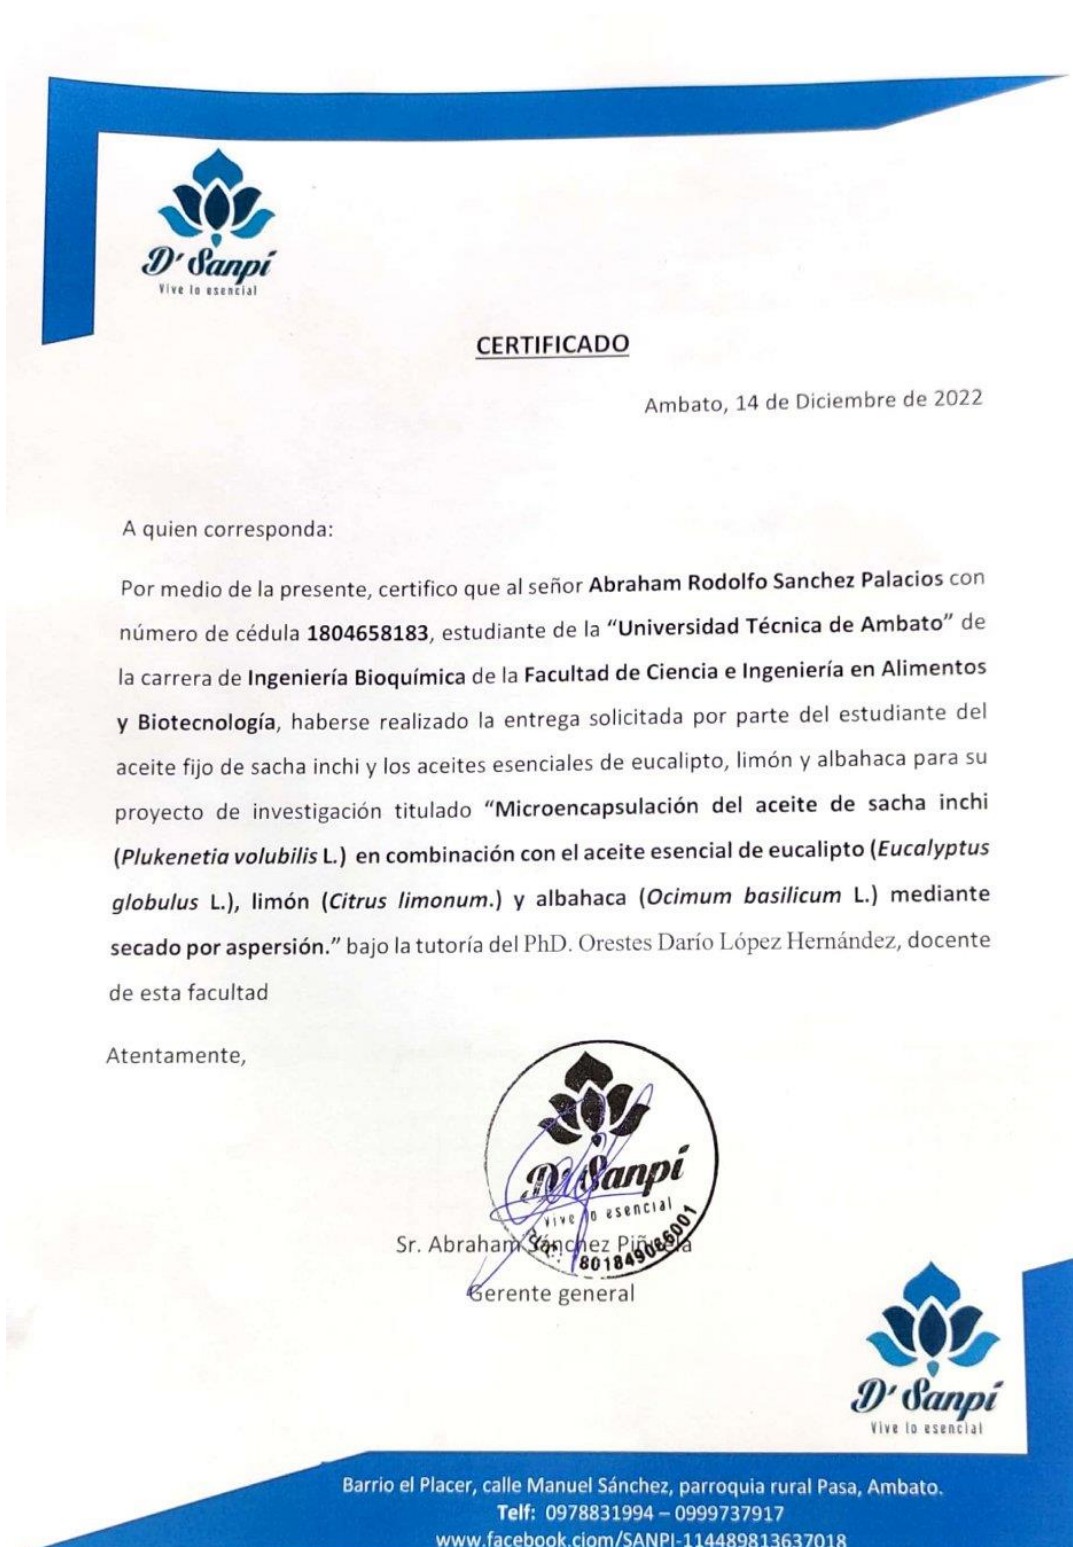 D' Sanpí
Vive lo esencial
CERTIFICADO
Ambato, 14 de Diciembre de 2022
A quien corresponda:
Por medio de la presente, certifico que al señor Abraham Rodolfo Sanchez Palacios con
número de cédula 1804658183, estudiante de la “Universidad Técnica de Ambato” de
la carrera de Ingeniería Bioquímica de la Facultad de Ciencia e Ingeniería en Alimentos
y Biotecnología, haberse realizado la entrega solicitada por parte del estudiante del
aceite fijo de sacha inchi y los aceites esenciales de eucalipto, limón y albahaca para su
proyecto de investigación titulado “Microencapsulación del aceite de sacha inchi
(Plukenetia volubilis L.) en combinación con el aceite esencial de eucalipto (Eucalyptus
globulus L.), limón (Citrus limonum.) y albahaca (Ocimum basilicum L.) mediante
secado por aspersión.” bajo la tutoría del PhD. Orestes Darío López Hernández, docente
de esta facultad
Atentamente,
D' Sanpí
Vive lo esencial
Sr. Abraham Sánchez
Gerente general
D' Sanpí
Vive lo esencial
Barrio el Placer, calle Manuel Sánchez, parroquia rural Pasa, Ambato.
Telf: 0978831994 – 0999737917
www.facebook.ciom/SANPI-114489813637018